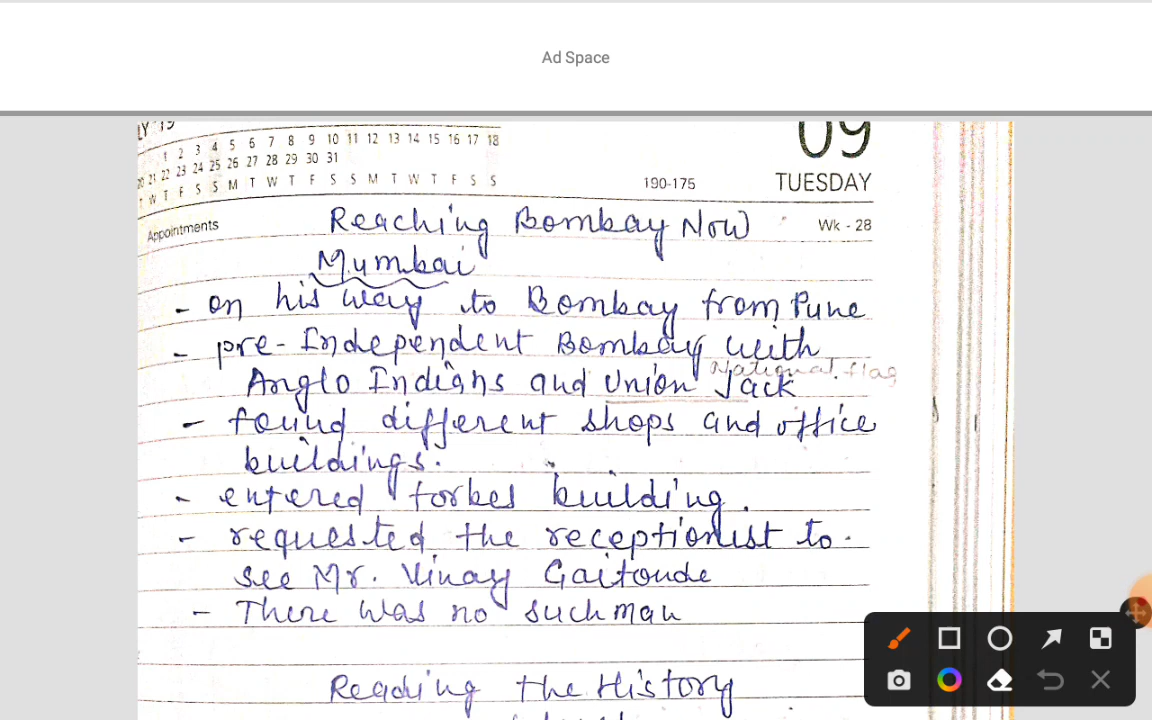 Ad Space
LY 19
1 2 3 4 5 6 7 8 9 10 11 12 13 14 15 16 17 18
20 21 22 23 24 25 26 27 28 29 30 31
T W T F S S M T W T F S S M T W T F S S
09
190-175 TUESDAY
Appointments Reaching Bombay Now Wk - 28
Mumbai
- on his way to Bombay from Pune
- pre-Independent Bombay with
National flag
Anglo Indians and Union Jack.
- found different shops and office
buildings.
- entered forbes building.
- requested the receptionist to.
see Mr. Vinay Gaitonde
- There was no such man
Reading the History